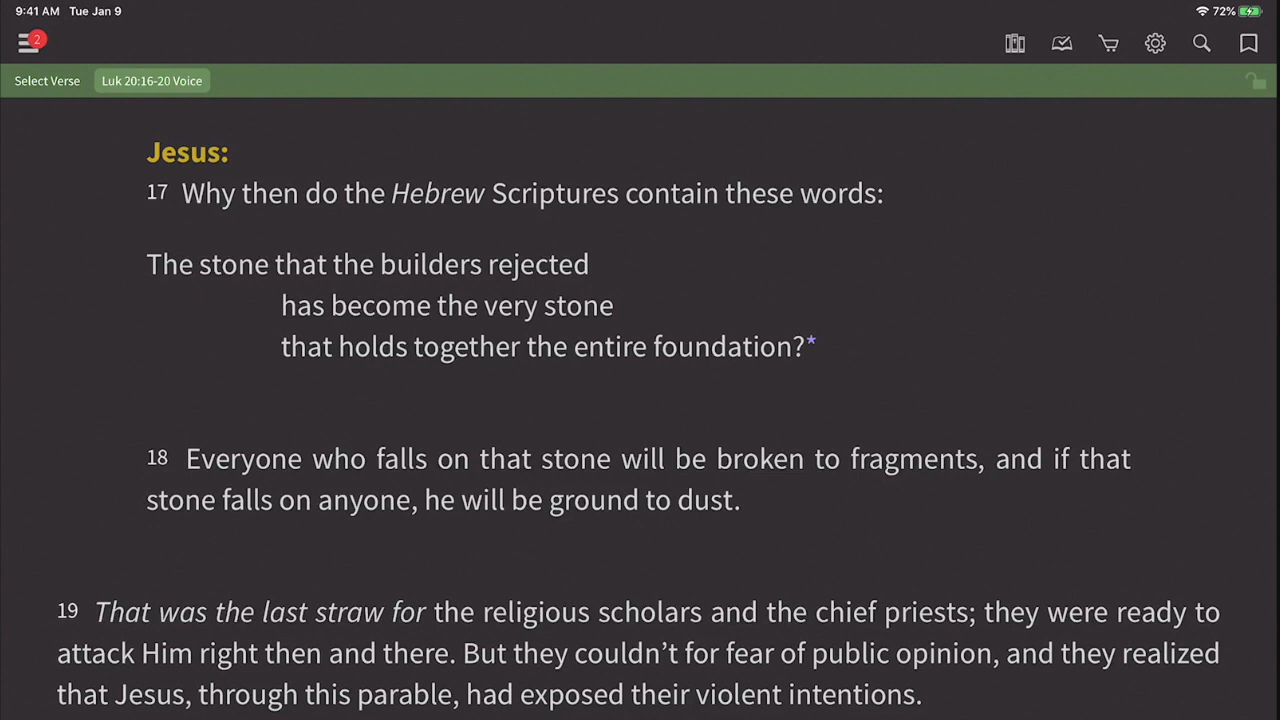 9:41 AM Tue Jan 9 72%
2
Select Verse Luk 20:16-20 Voice
Jesus:
17 Why then do the Hebrew Scriptures contain these words:
The stone that the builders rejected
has become the very stone
that holds together the entire foundation?*
18 Everyone who falls on that stone will be broken to fragments, and if that
stone falls on anyone, he will be ground to dust.
19 That was the last straw for the religious scholars and the chief priests; they were ready to
attack Him right then and there. But they couldn’t for fear of public opinion, and they realized
that Jesus, through this parable, had exposed their violent intentions.